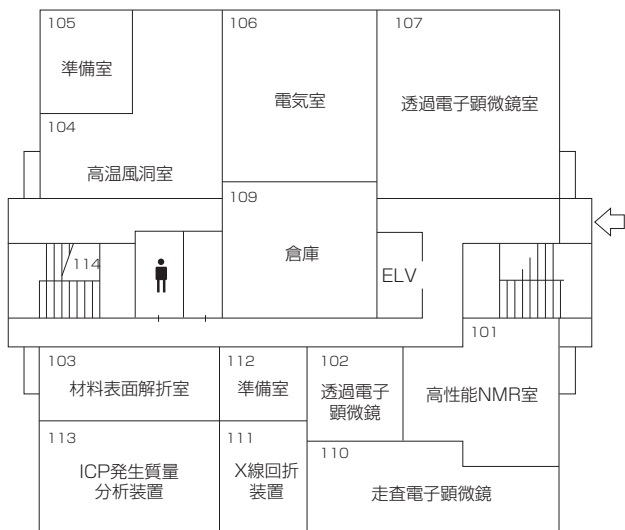 105
準備室
106
電気室
107
透過電子顕微鏡室
104
高温風洞室
109
倉庫
114
ELV
101
高性能NMR室
103
材料表面解折室
112
準備室
102
透過電子
顕微鏡
113
ICP発生質量
分析装置
111
X線回折
装置
110
走査電子顕微鏡